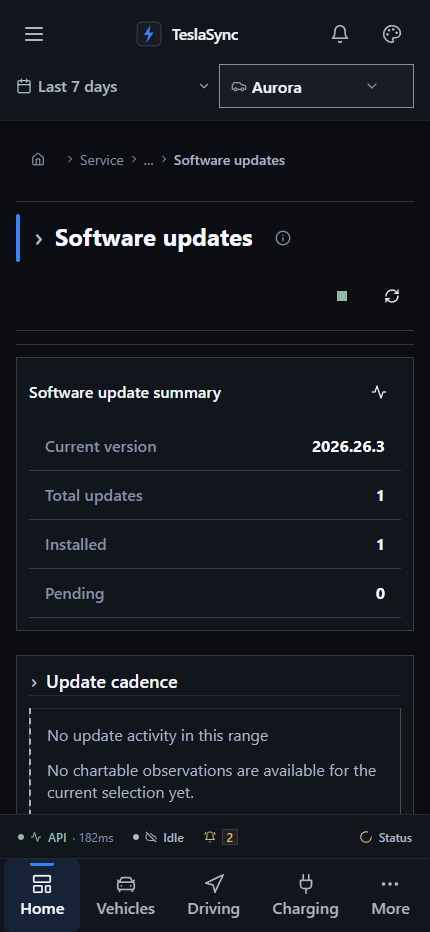 TeslaSync
Last 7 days
Aurora
Service
...
Software updates
Software updates
Software update summary
Current version 2026.26.3
Total updates 1
Installed 1
Pending 0
Update cadence
No update activity in this range
No chartable observations are available for the
current selection yet.
API · 182ms Idle 2 Status
Home Vehicles Driving Charging More